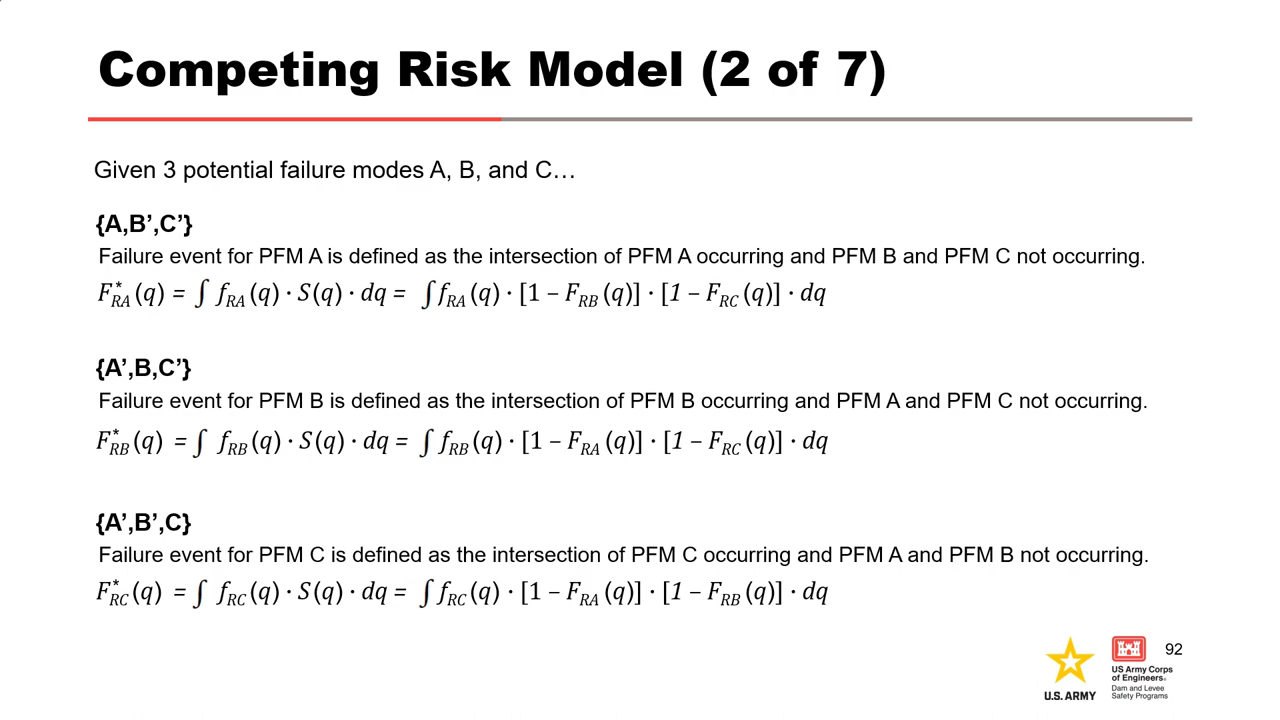 Competing Risk Model (2 of 7)
Given 3 potential failure modes A, B, and C…
{A,B’,C’}
Failure event for PFM A is defined as the intersection of PFM A occurring and PFM B and PFM C not occurring.
F*RA (q) = ∫ fRA (q) · S(q) · dq = ∫ fRA (q) · [1 − FRB (q)] · [1 − FRC (q)] · dq
{A’,B,C’}
Failure event for PFM B is defined as the intersection of PFM B occurring and PFM A and PFM C not occurring.
F*RB (q) = ∫ fRB (q) · S(q) · dq = ∫ fRB (q) · [1 − FRA (q)] · [1 − FRC (q)] · dq
{A’,B’,C}
Failure event for PFM C is defined as the intersection of PFM C occurring and PFM A and PFM B not occurring.
F*RC (q) = ∫ fRC (q) · S(q) · dq = ∫ fRC (q) · [1 − FRA (q)] · [1 − FRB (q)] · dq
92
U.S. ARMY
US Army Corps
of Engineers®
Dam and Levee
Safety Programs